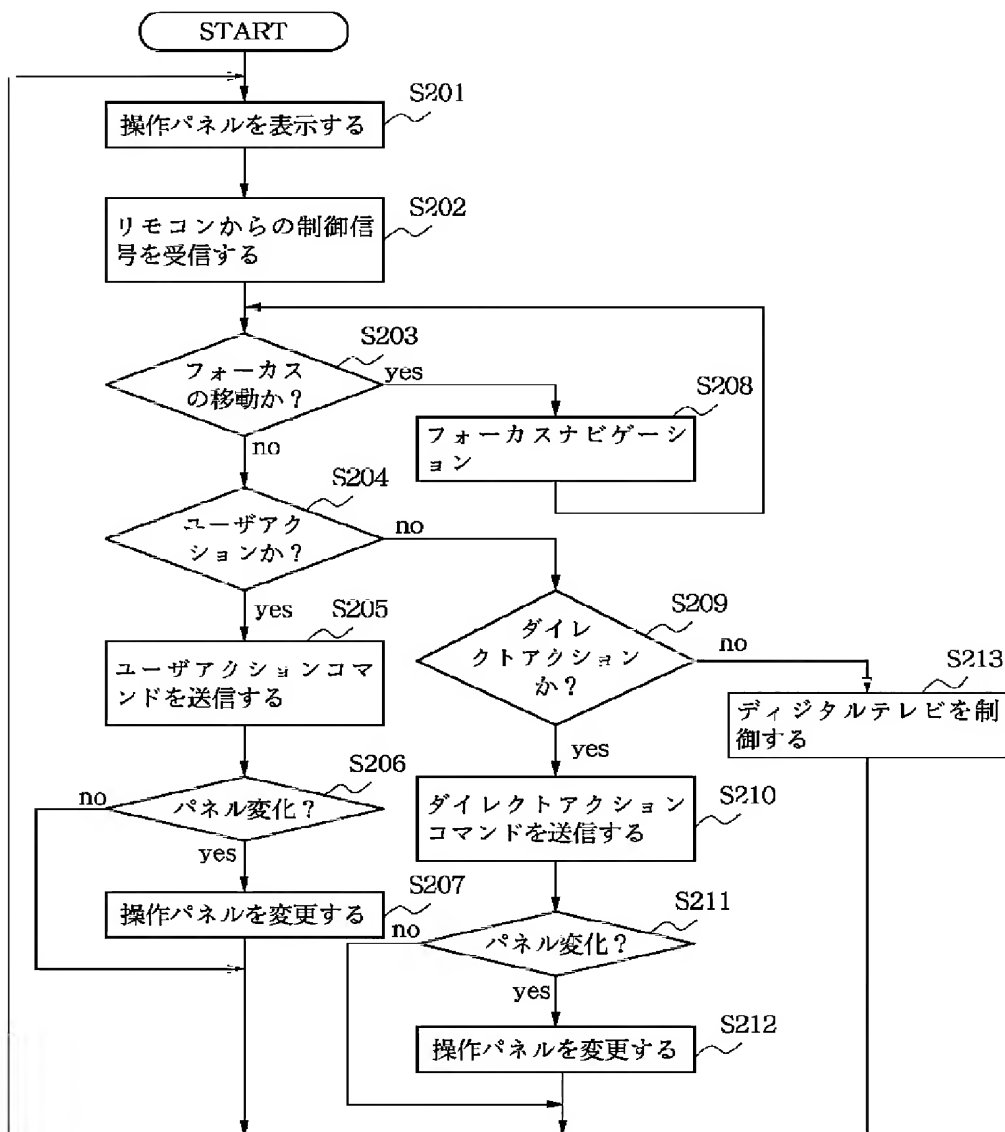 START
S201
操作パネルを表示する
S202
リモコンからの制御信
号を受信する
S203
フォーカス
の移動か？
yes
no
S208
フォーカスナビゲーシ
ョン
S204
ユーザアク
ションか？
no
yes
S205
ユーザアクションコマ
ンドを送信する
S209
ダイレ
クトアクション
か？
no
yes
S213
ディジタルテレビを制
御する
S206
パネル変化？
no
yes
S207
操作パネルを変更する
S210
ダイレクトアクション
コマンドを送信する
S211
パネル変化？
no
yes
S212
操作パネルを変更する